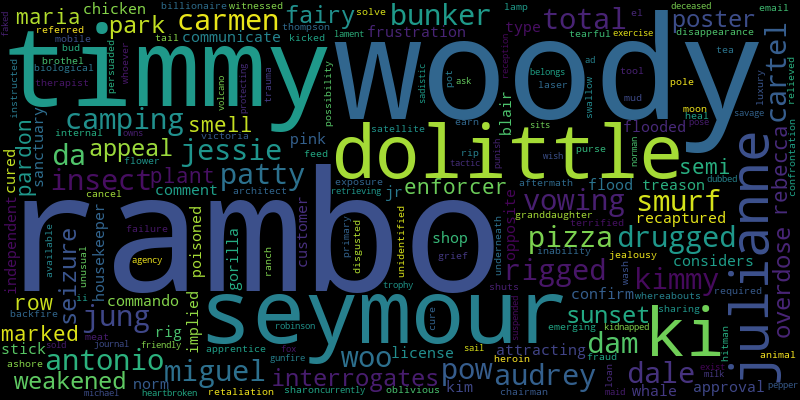 maria chicken billionaire witnessed solve lamp el deceased email
referred park carmen fairy bunker total poster
mobile tail communicate thompson kicked lament frustration type tearful exercise disappearance
timmy woody
bud brothel biological therapist persuaded whoever
instructed volcano protecting trauma possibility sadistic pot ask belongs ad laser swallow tool mud pole moon tea luxury
camping smell pink blair satellite earn rip sits flooded heal savage cartel
internal owns victoria feed dolittle purse norman semi confrontation relieved
pardon sanctuary da appeal jessie
cured insect plant patty exposure jr enforcer wish aftermath flood treason dubbed rebecca
cancel comment architect retrieving tactic punish vowing smurf julianne
independent rambo granddaughter terrified recaptured
available seizure unusual housekeeper failure poisoned gorilla customer primary disgusted unidentified shop underneath opposite pizza drugged
agency ranch grief inability jealousy considers
ii commando implied trophy shuts rigged kimmy overdose
backfire seymour wash confirm whereabouts required
row jung rig robinson cure sail suspended emerging sharing sunset ki
marked meat journal friendly apprentice fox gunfire woo license attracting kidnapped dam hitman animal
stick sold antonio heroin fraud
ashore miguel interrogates pow audrey dale milk approval pepper
weakened norm retaliation kim chairman maid loan whale
michael heartbroken sharon currently oblivious